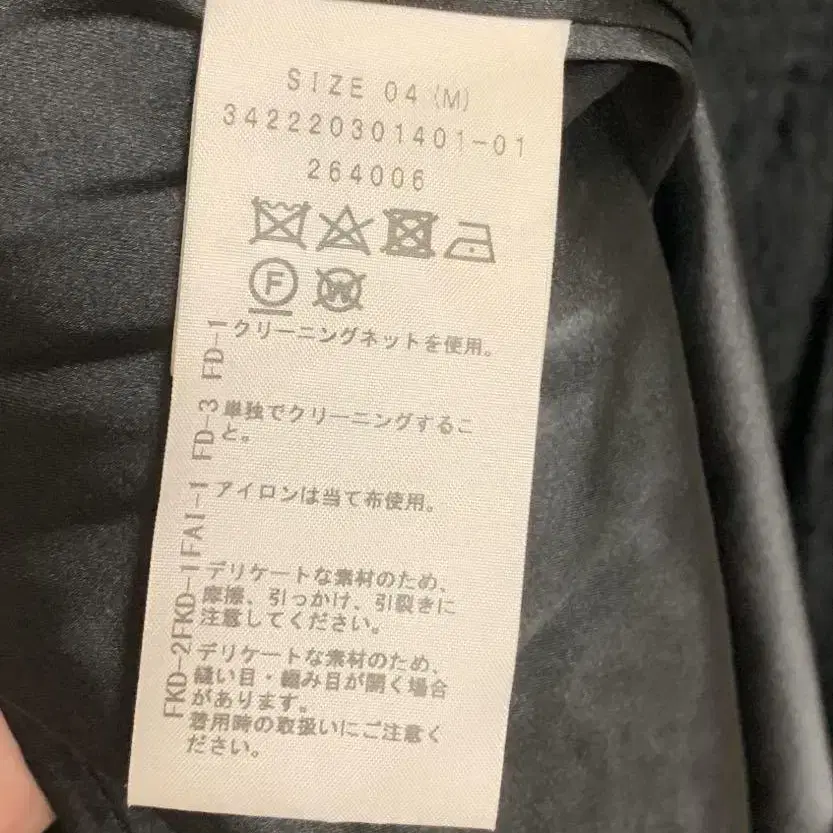 SIZE 04 (M)
342220301401-01
264006
F
W
FD-1 クリーニングネットを使用。
FD-3 単独でクリーニングするこ
と。
FAI-1 アイロンは当て布使用。
FKD-1 デリケートな素材のため、
摩擦、引っかけ、引裂きに
注意してください。
FKD-2 デリケートな素材のため、
縫い目・編み目が開く場合
があります。
着用時の取扱いにご注意く
ださい。